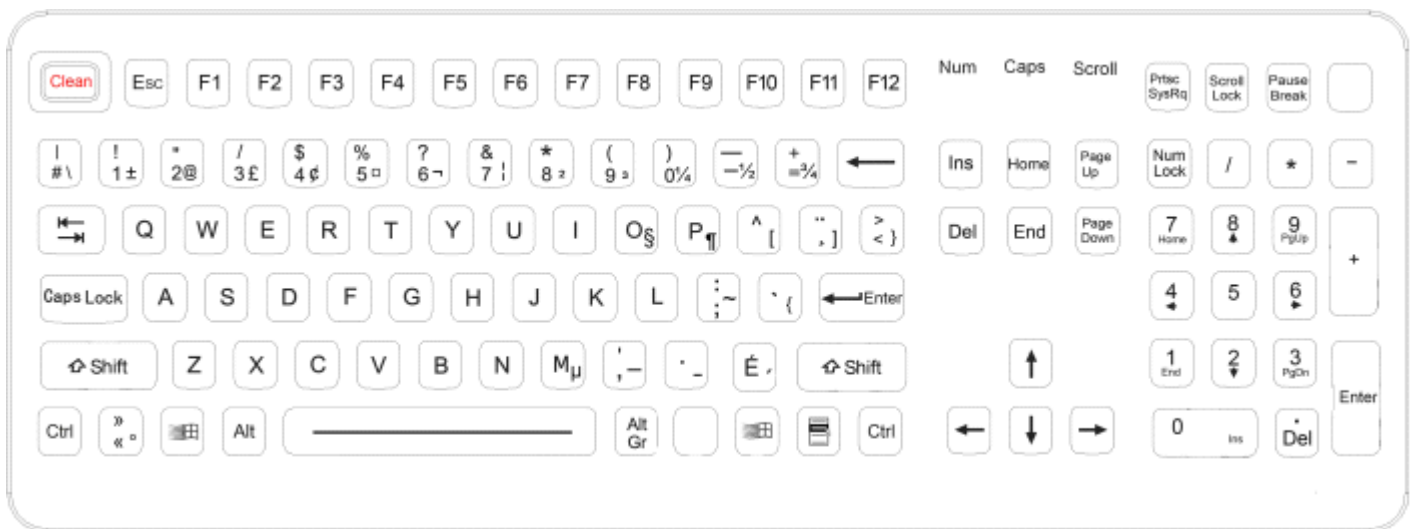 Clean Esc F1 F2 F3 F4 F5 F6 F7 F8 F9 F10 F11 F12 Num Caps Scroll Prtsc SysRq Scroll Lock Pause Break
| #\ ! 1± " 2@ / 3£ $ 4¢ % 5¤ ? 6¬ & 7¦ * 8² ( 9³ ) 0¼ — —½ + =¾ Ins Home Page Up Num Lock / * −
Q W E R T Y U I O§ P¶ ^ [ ¨ ¸ ] > < } Del End Page Down 7 Home 8 9 PgUp +
Caps Lock A S D F G H J K L : ; ~ ` { Enter 4 5 6
Shift Z X C V B N Mµ ' , – . - É ´ Shift 1 End 2 3 PgDn Enter
Ctrl » « ° Alt Alt Gr Ctrl 0 Ins . Del